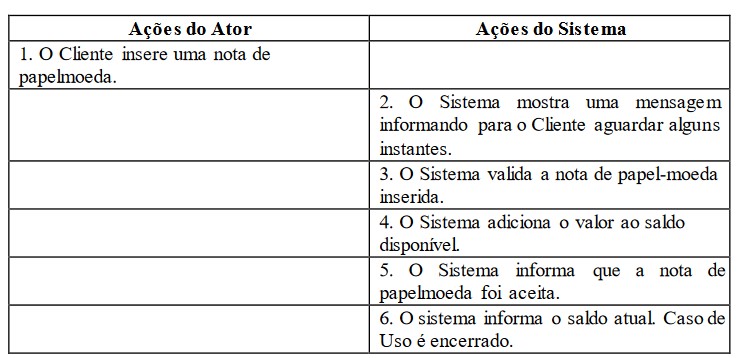 Ações do Ator
Ações do Sistema
1. O Cliente insere uma nota de
papelmoeda.
2. O Sistema mostra uma mensagem
informando para o Cliente aguardar alguns
instantes.
3. O Sistema valida a nota de papel-moeda
inserida.
4. O Sistema adiciona o valor ao saldo
disponível.
5. O Sistema informa que a nota de
papelmoeda foi aceita.
6. O sistema informa o saldo atual. Caso de
Uso é encerrado.